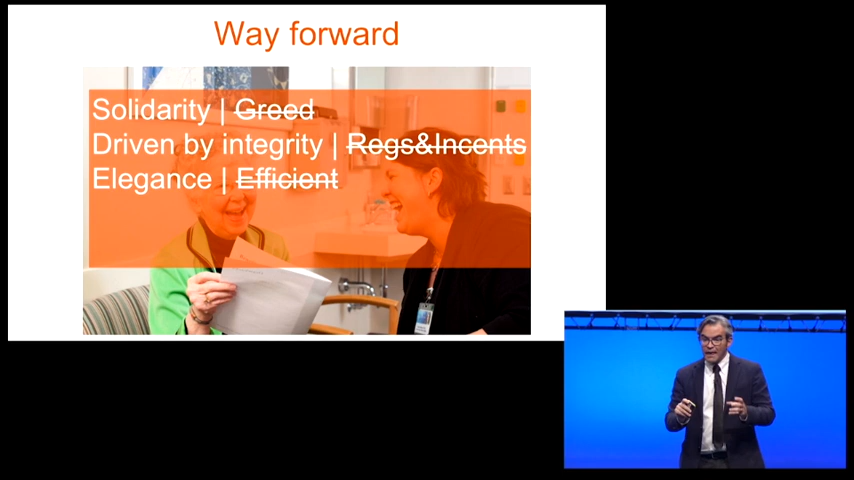 Way forward
Solidarity | Greed
Driven by integrity | Regs&Incents
Elegance | Efficient